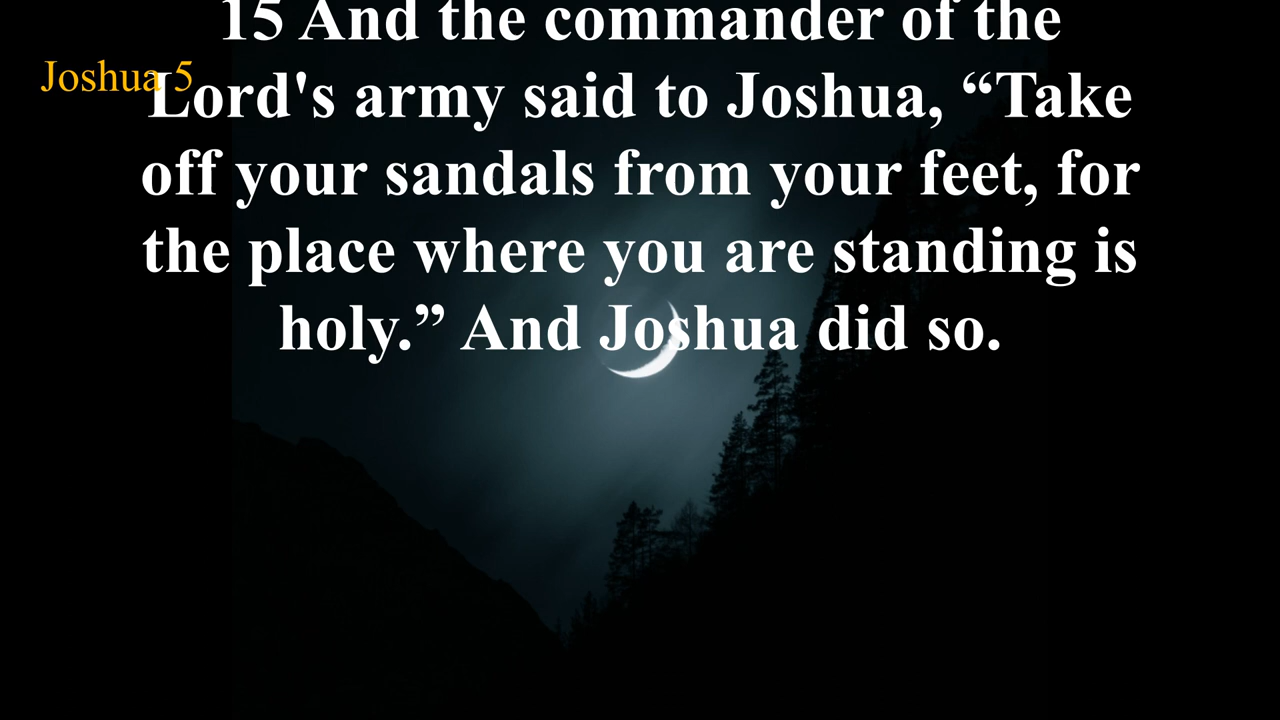 15 And the commander of the
Joshua 5
Lord's army said to Joshua, “Take
off your sandals from your feet, for
the place where you are standing is
holy.” And Joshua did so.